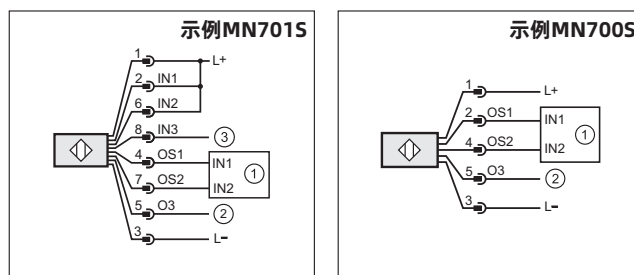 示例MN701S
1 L+
2 IN1
6 IN2
8 IN3 ③
4 OS1 IN1
①
7 OS2 IN2
5 O3 ②
3 L-
示例MN700S
1 L+
2 OS1 IN1
①
4 OS2 IN2
5 O3 ②
3 L-